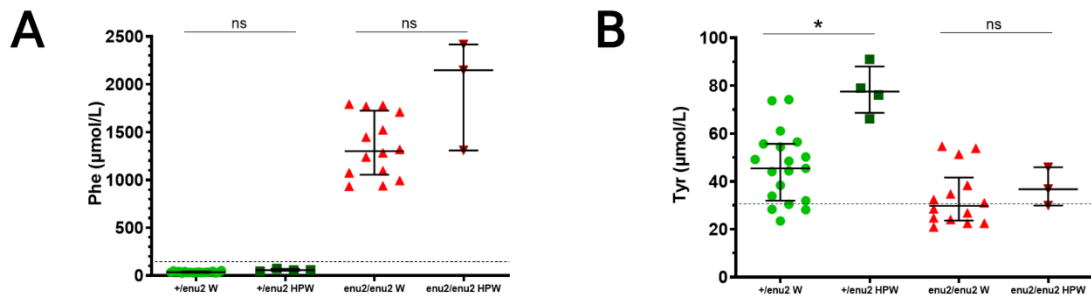 A
ns
ns
Phe (µmol/L)
2500
2000
1500
1000
500
0
+/enu2 W
+/enu2 HPW
enu2/enu2 W
enu2/enu2 HPW
B
*
ns
Tyr (µmol/L)
100
80
60
40
20
0
+/enu2 W
+/enu2 HPW
enu2/enu2 W
enu2/enu2 HPW